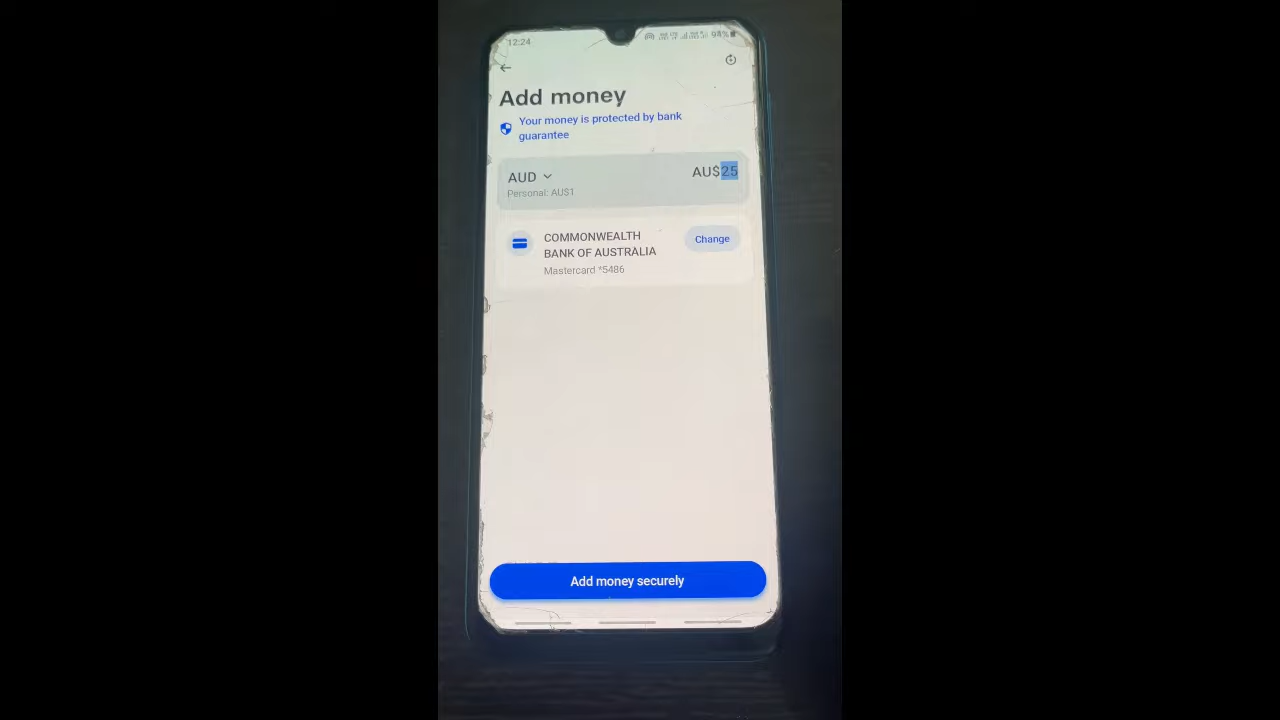 12:24
94%
Add money
Your money is protected by bank
guarantee
AUD
AU$25
Personal: AU$1
COMMONWEALTH
BANK OF AUSTRALIA
Change
Mastercard *5486
Add money securely